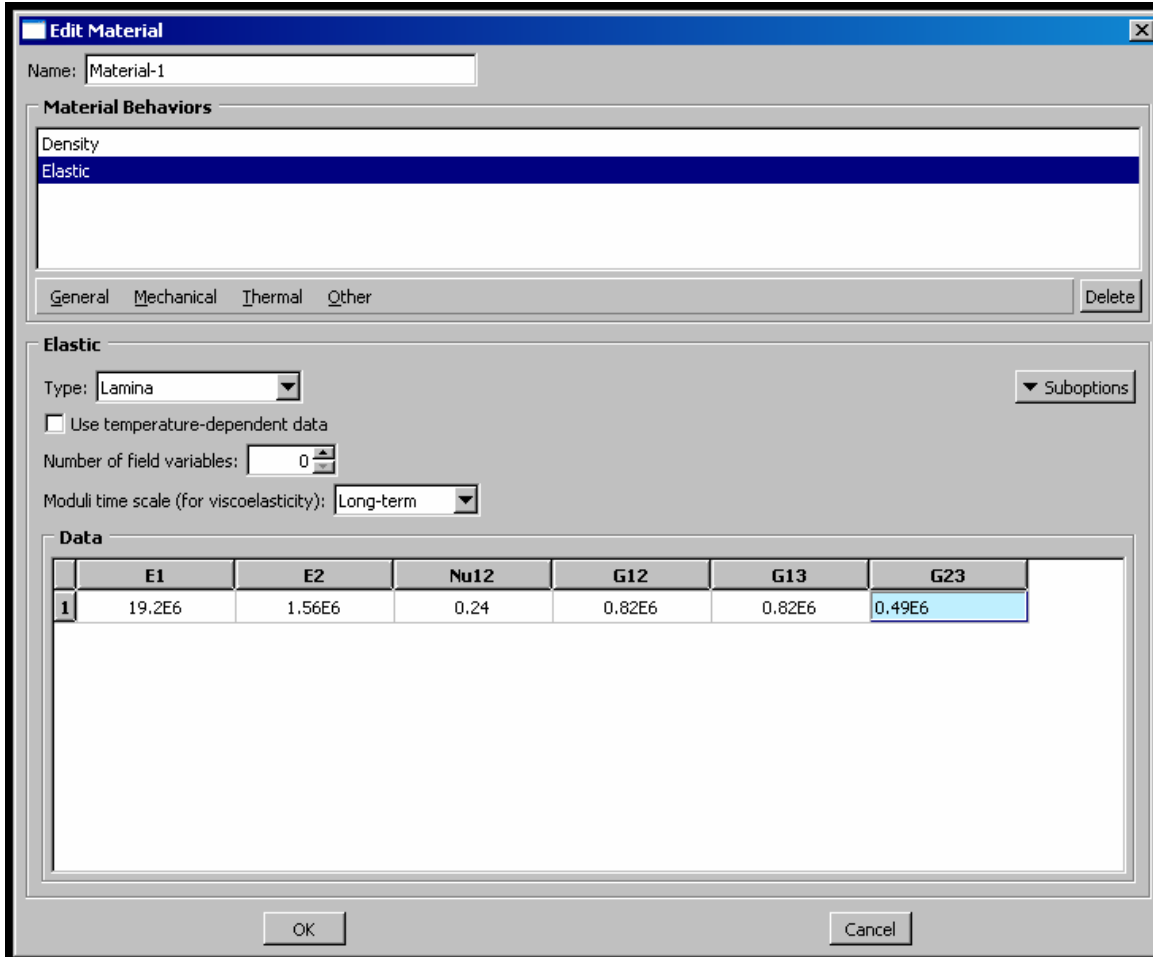 Edit Material
Name: Material-1
Material Behaviors
Density
Elastic
General Mechanical Thermal Other Delete
Elastic
Type: Lamina Suboptions
Use temperature-dependent data
Number of field variables: 0
Moduli time scale (for viscoelasticity): Long-term
Data
E1 E2 Nu12 G12 G13 G23
1 19.2E6 1.56E6 0.24 0.82E6 0.82E6 0.49E6
OK Cancel